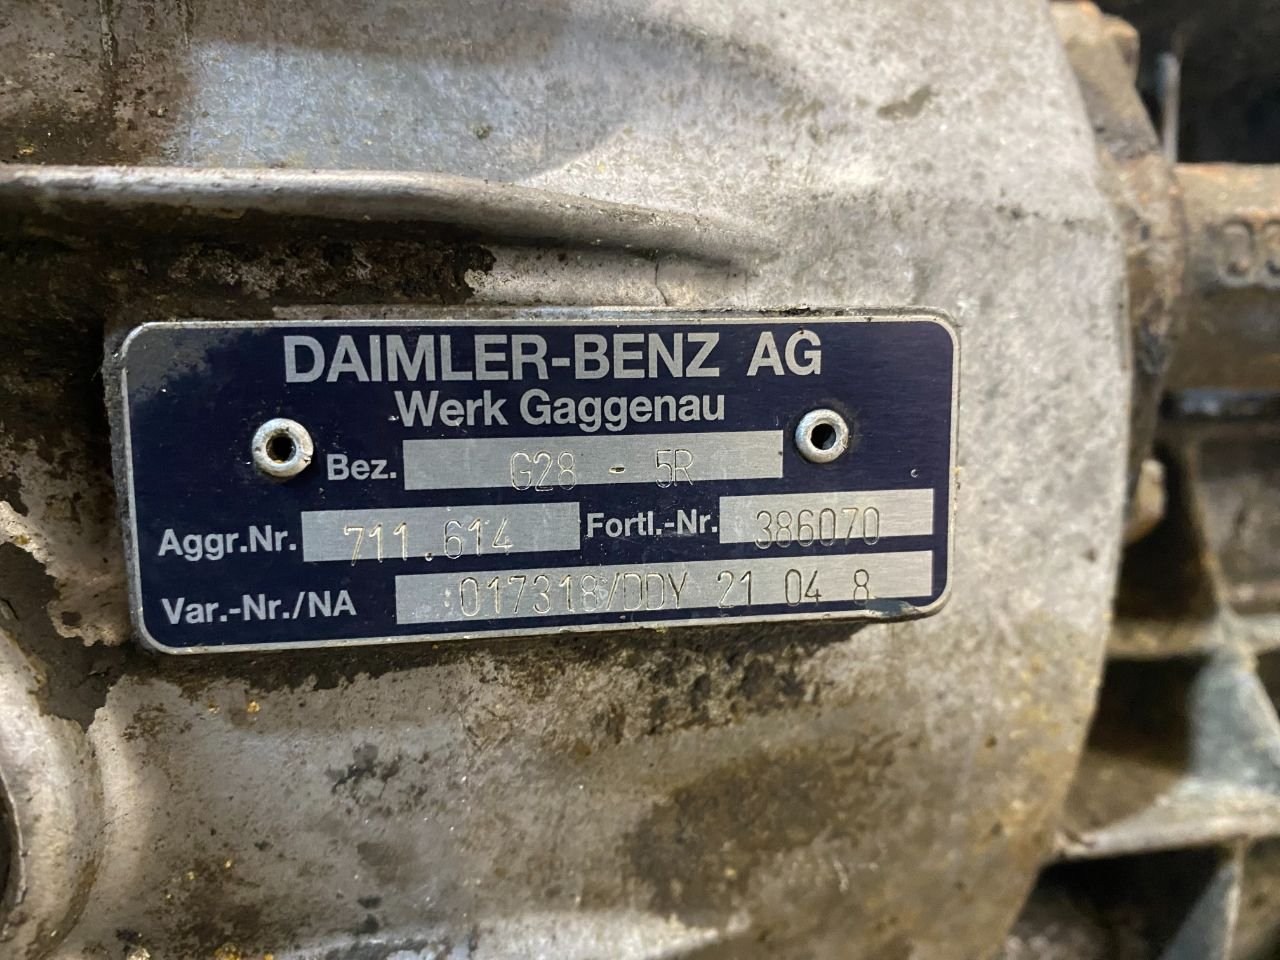 DAIMLER-BENZ AG
Werk Gaggenau
Bez. G28 - 5R
Aggr.Nr. 711.614 Fortl.-Nr. 386070
Var.-Nr./NA :017318/DDY 21 04 8